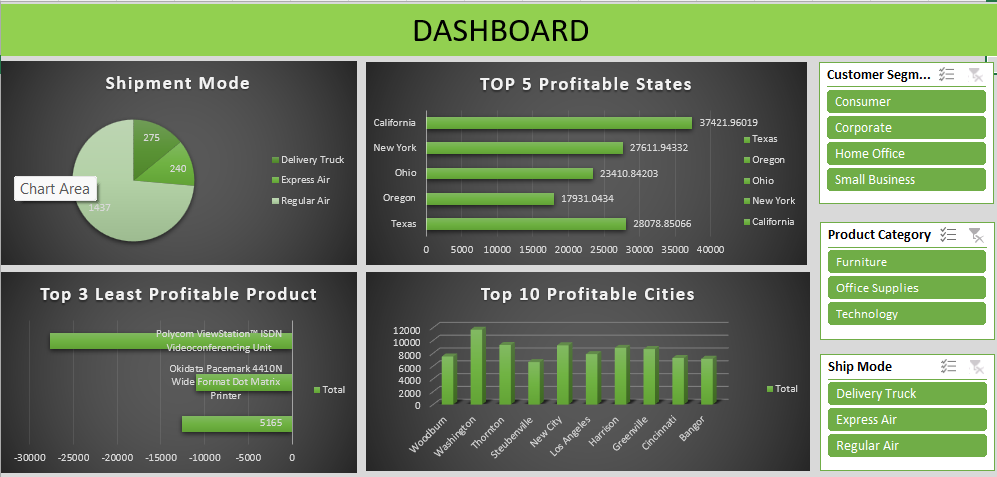 DASHBOARD
Shipment Mode
275
240
1437
Chart Area
Delivery Truck
Express Air
Regular Air
TOP 5 Profitable States
California
New York
Ohio
Oregon
Texas
37421.96019
27611.94332
23410.84203
17931.0434
28078.85066
0 5000 10000 15000 20000 25000 30000 35000 40000
Texas
Oregon
Ohio
New York
California
Customer Segm...
Consumer
Corporate
Home Office
Small Business
Product Category
Furniture
Office Supplies
Technology
Top 3 Least Profitable Product
Polycom ViewStation™ ISDN
Videoconferencing Unit
Okidata Pacemark 4410N
Wide Format Dot Matrix
Printer
5165
-30000 -25000 -20000 -15000 -10000 -5000 0
Total
Top 10 Profitable Cities
12000
10000
8000
6000
4000
2000
0
Woodburn
Washington
Thornton
Steubenville
New City
Los Angeles
Harrison
Greenville
Cincinnati
Bangor
Total
Ship Mode
Delivery Truck
Express Air
Regular Air